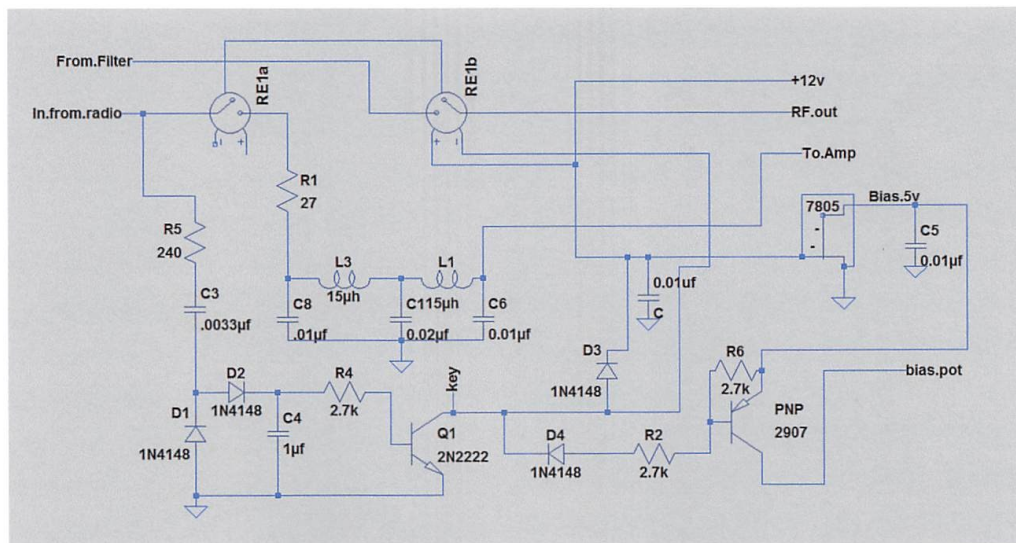 From.Filter
In.from.radio
RE1a
RE1b
+12v
RF.out
To.Amp
R1
27
R5
240
C3
.0033µf
L3
15µh
L1
C115µh
C8
.01µf
0.02µf
C6
0.01µf
7805
Bias.5v
C5
0.01µf
0.01uf
C
D3
1N4148
R6
2.7k
bias.pot
PNP
2907
key
D2
1N4148
R4
2.7k
D1
1N4148
C4
1µf
Q1
2N2222
D4
1N4148
R2
2.7k
+
-
+
-
-
-